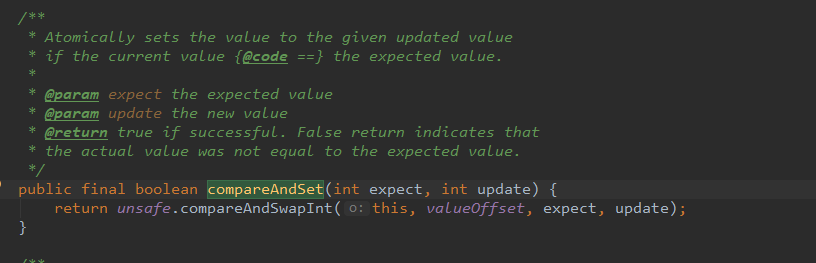 /**
 * Atomically sets the value to the given updated value
 * if the current value {@code ==} the expected value.
 *
 * @param expect the expected value
 * @param update the new value
 * @return true if successful. False return indicates that
 * the actual value was not equal to the expected value.
 */
public final boolean compareAndSet(int expect, int update) {
    return unsafe.compareAndSwapInt( o: this, valueOffset, expect, update);
}
/**